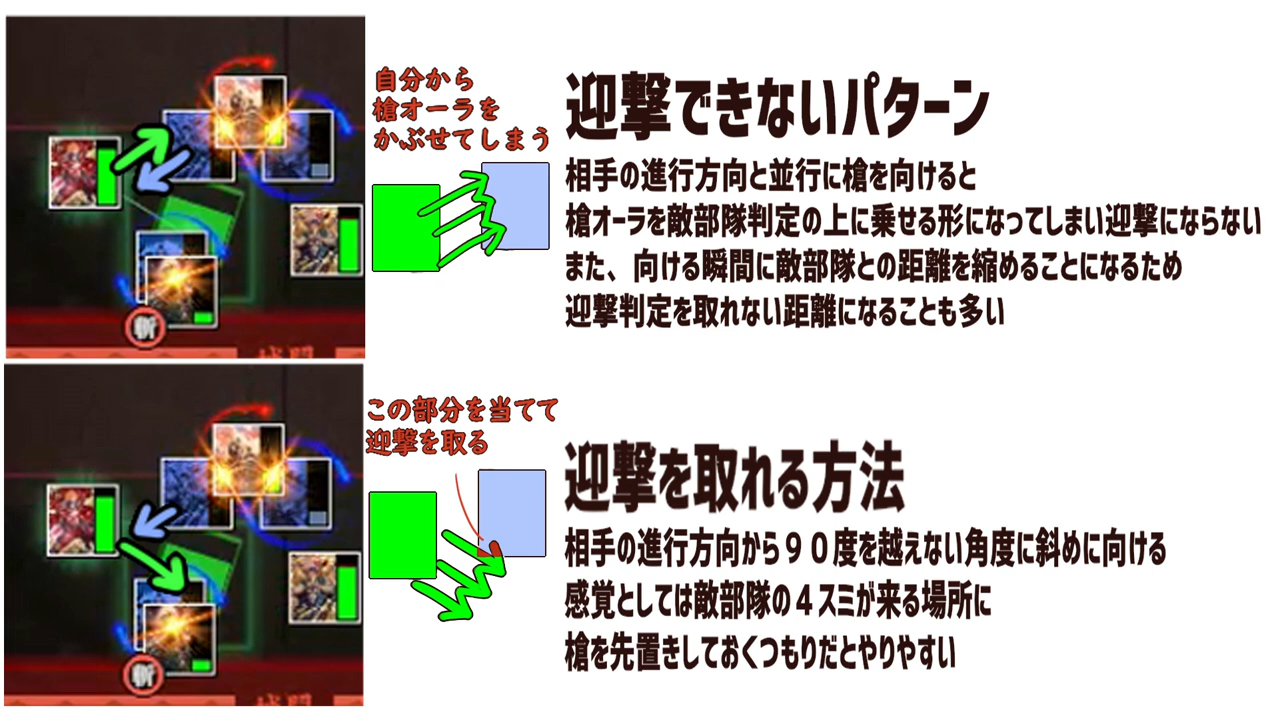 自分から
槍オーラを
かぶせてしまう
迎撃できないパターン
相手の進行方向と並行に槍を向けると
槍オーラを敵部隊判定の上に乗せる形になってしまい迎撃にならない
また、向ける瞬間に敵部隊との距離を縮めることになるため
迎撃判定を取れない距離になることも多い
斬
この部分を当てて
迎撃を取る
迎撃を取れる方法
相手の進行方向から９０度を越えない角度に斜めに向ける
感覚としては敵部隊の４スミが来る場所に
槍を先置きしておくつもりだとやりやすい
斬